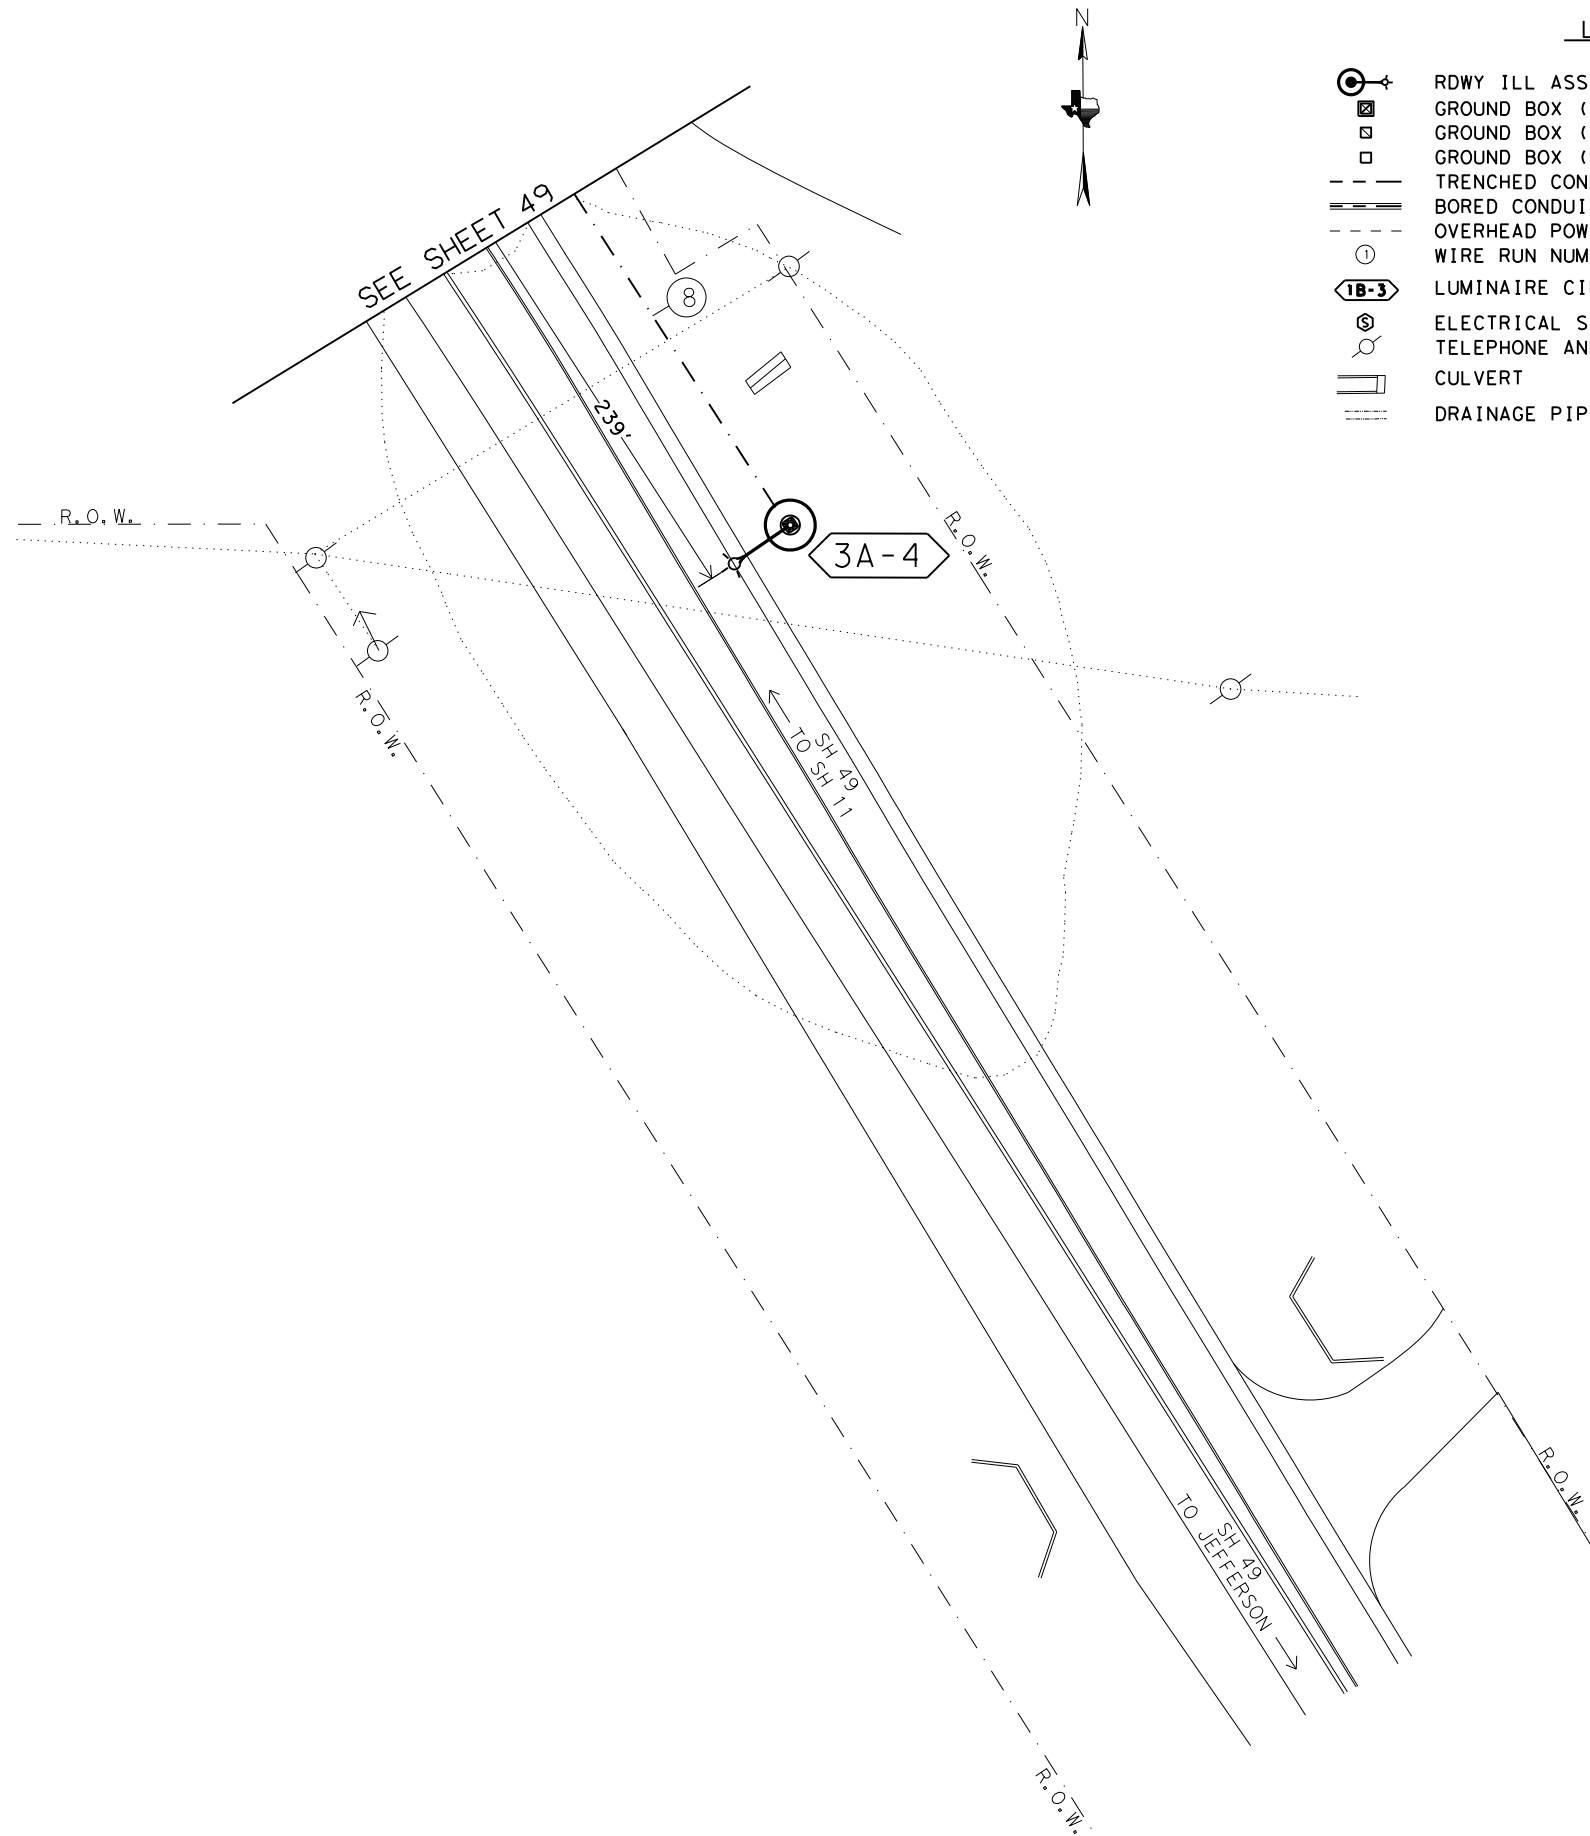 N
L
RDWY ILL ASS
GROUND BOX (
GROUND BOX (
GROUND BOX (
TRENCHED CON
BORED CONDUI
OVERHEAD POW
1
WIRE RUN NUM
1B-3
LUMINAIRE CI
S
ELECTRICAL S
TELEPHONE AN
CULVERT
DRAINAGE PIP
SEE SHEET 49
8
239'
R.O.W.
R.O.W.
3A-4
R.O.W.
SH 49
TO SH 11
R.O.W.
SH 49
TO JEFFERSON
R.O.W.